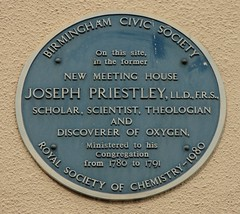 BIRMINGHAM CIVIC SOCIETY
On this site,
in the former
NEW MEETING HOUSE
JOSEPH PRIESTLEY, LL.D., F.R.S.,
SCHOLAR, SCIENTIST, THEOLOGIAN
AND
DISCOVERER OF OXYGEN,
Ministered to his
Congregation
from 1780 to 1791
ROYAL SOCIETY OF CHEMISTRY-1980